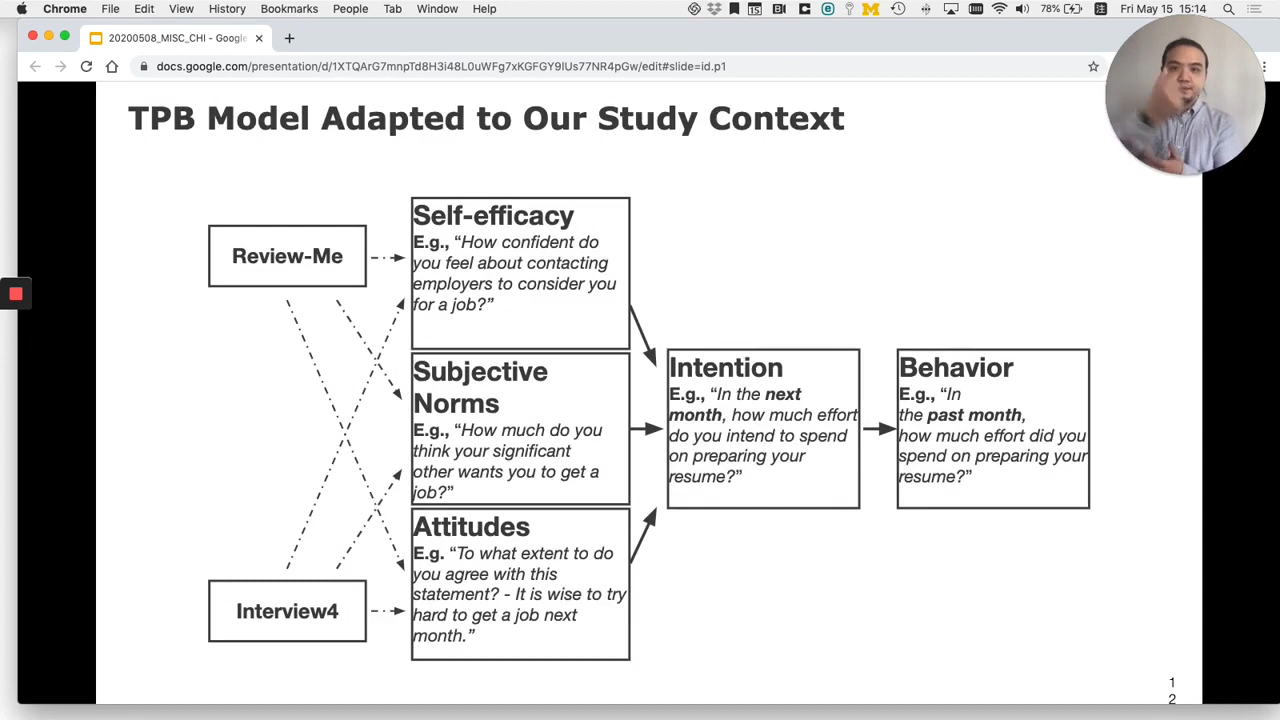 Chrome File Edit View History Bookmarks People Tab Window Help 15 78% Fri May 15 15:14
20200508_MISC_CHI - Google
docs.google.com/presentation/d/1XTQArG7mnpTd8H3i48L0uWFg7xKGFGY9lUs77NR4pGw/edit#slide=id.p1
TPB Model Adapted to Our Study Context
Review-Me
Interview4
Self-efficacy
E.g., “How confident do
you feel about contacting
employers to consider you
for a job?”
Subjective
Norms
E.g., “How much do you
think your significant
other wants you to get a
job?”
Attitudes
E.g. “To what extent to do
you agree with this
statement? - It is wise to try
hard to get a job next
month.”
Intention
E.g., “In the next
month, how much effort
do you intend to spend
on preparing your
resume?”
Behavior
E.g., “In
the past month,
how much effort did you
spend on preparing your
resume?”
1
2